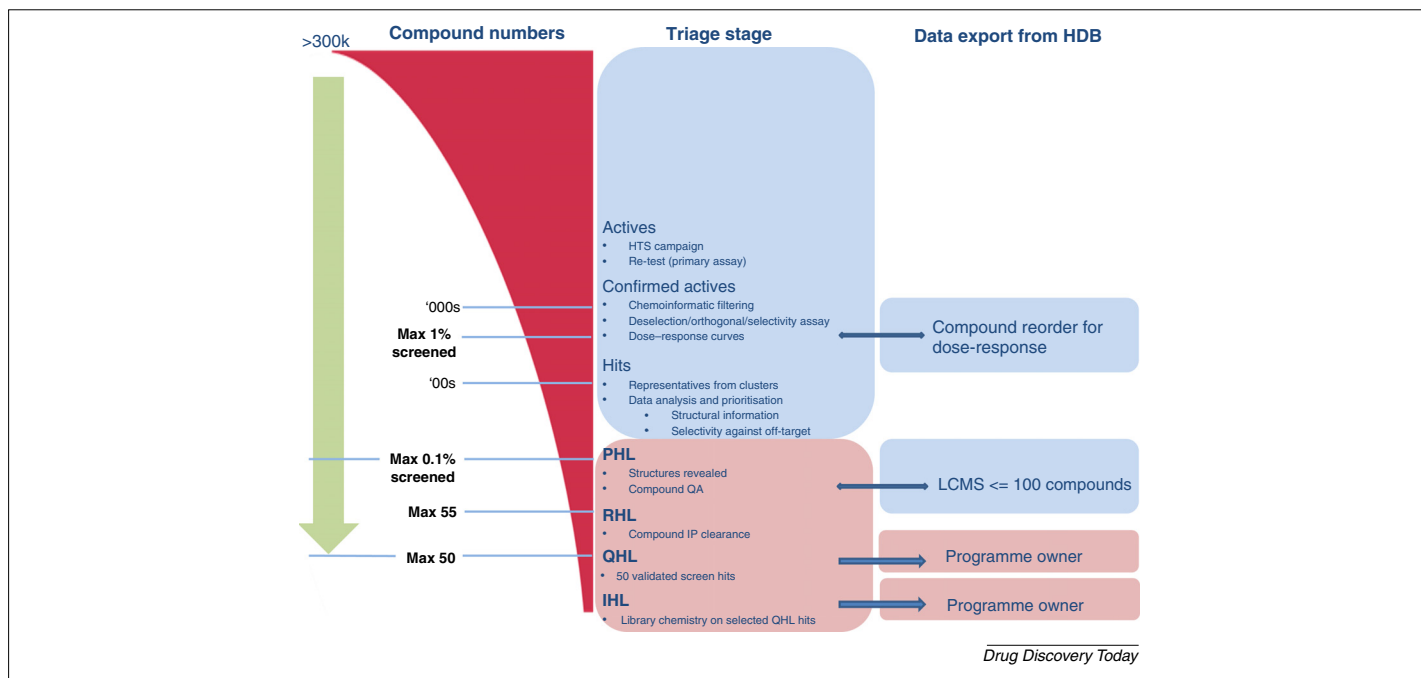 >300k
Compound numbers
Triage stage
Data export from HDB
Actives
• HTS campaign
• Re-test (primary assay)
Confirmed actives
‘000s
• Chemoinformatic filtering
• Deselection/orthogonal/selectivity assay
Max 1%
screened
• Dose–response curves
Compound reorder for
dose-response
Hits
‘00s
• Representatives from clusters
• Data analysis and prioritisation
• Structural information
• Selectivity against off-target
Max 0.1%
screened
PHL
• Structures revealed
• Compound QA
LCMS <= 100 compounds
Max 55
RHL
• Compound IP clearance
Max 50
QHL
• 50 validated screen hits
Programme owner
IHL
• Library chemistry on selected QHL hits
Programme owner
Drug Discovery Today